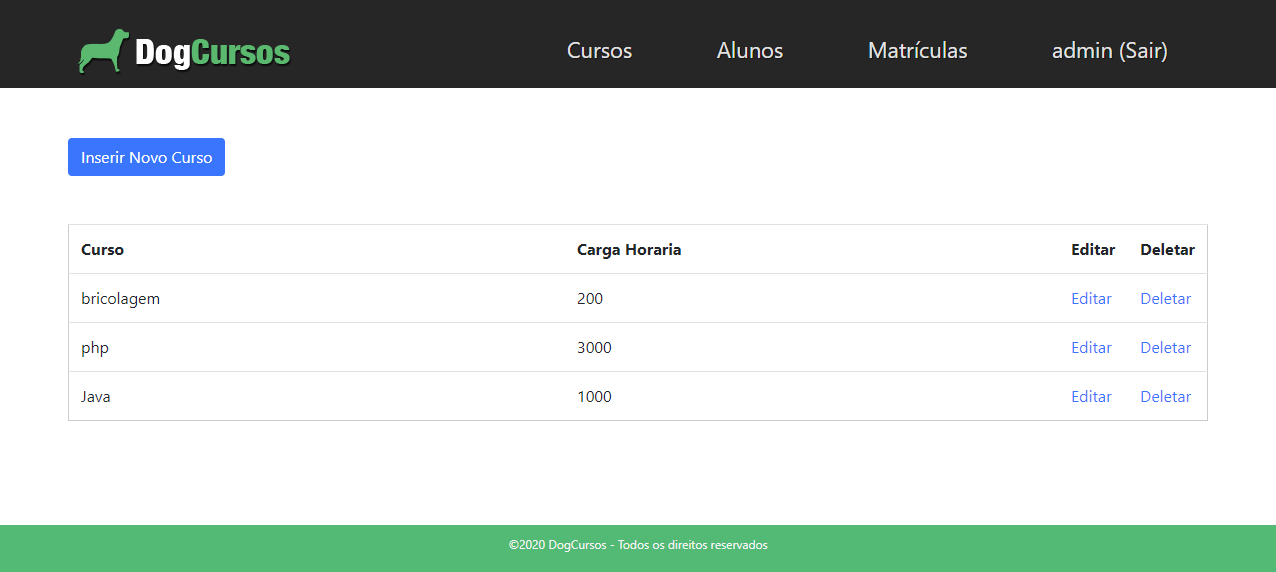 DogCursos Cursos Alunos Matrículas admin (Sair)
Inserir Novo Curso
Curso Carga Horaria Editar Deletar
bricolagem 200 Editar Deletar
php 3000 Editar Deletar
Java 1000 Editar Deletar
©2020 DogCursos - Todos os direitos reservados